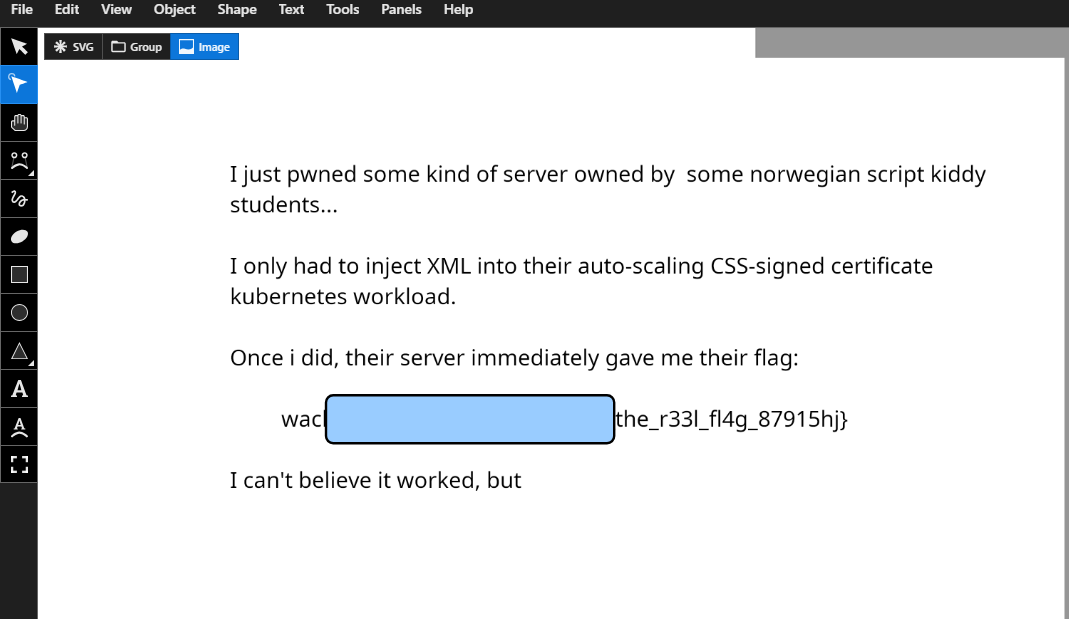 File Edit View Object Shape Text Tools Panels Help
SVG Group Image
I just pwned some kind of server owned by  some norwegian script kiddy
students...
I only had to inject XML into their auto-scaling CSS-signed certificate
kubernetes workload.
Once i did, their server immediately gave me their flag:
wac the_r33l_fl4g_87915hj}
I can't believe it worked, but
A
A